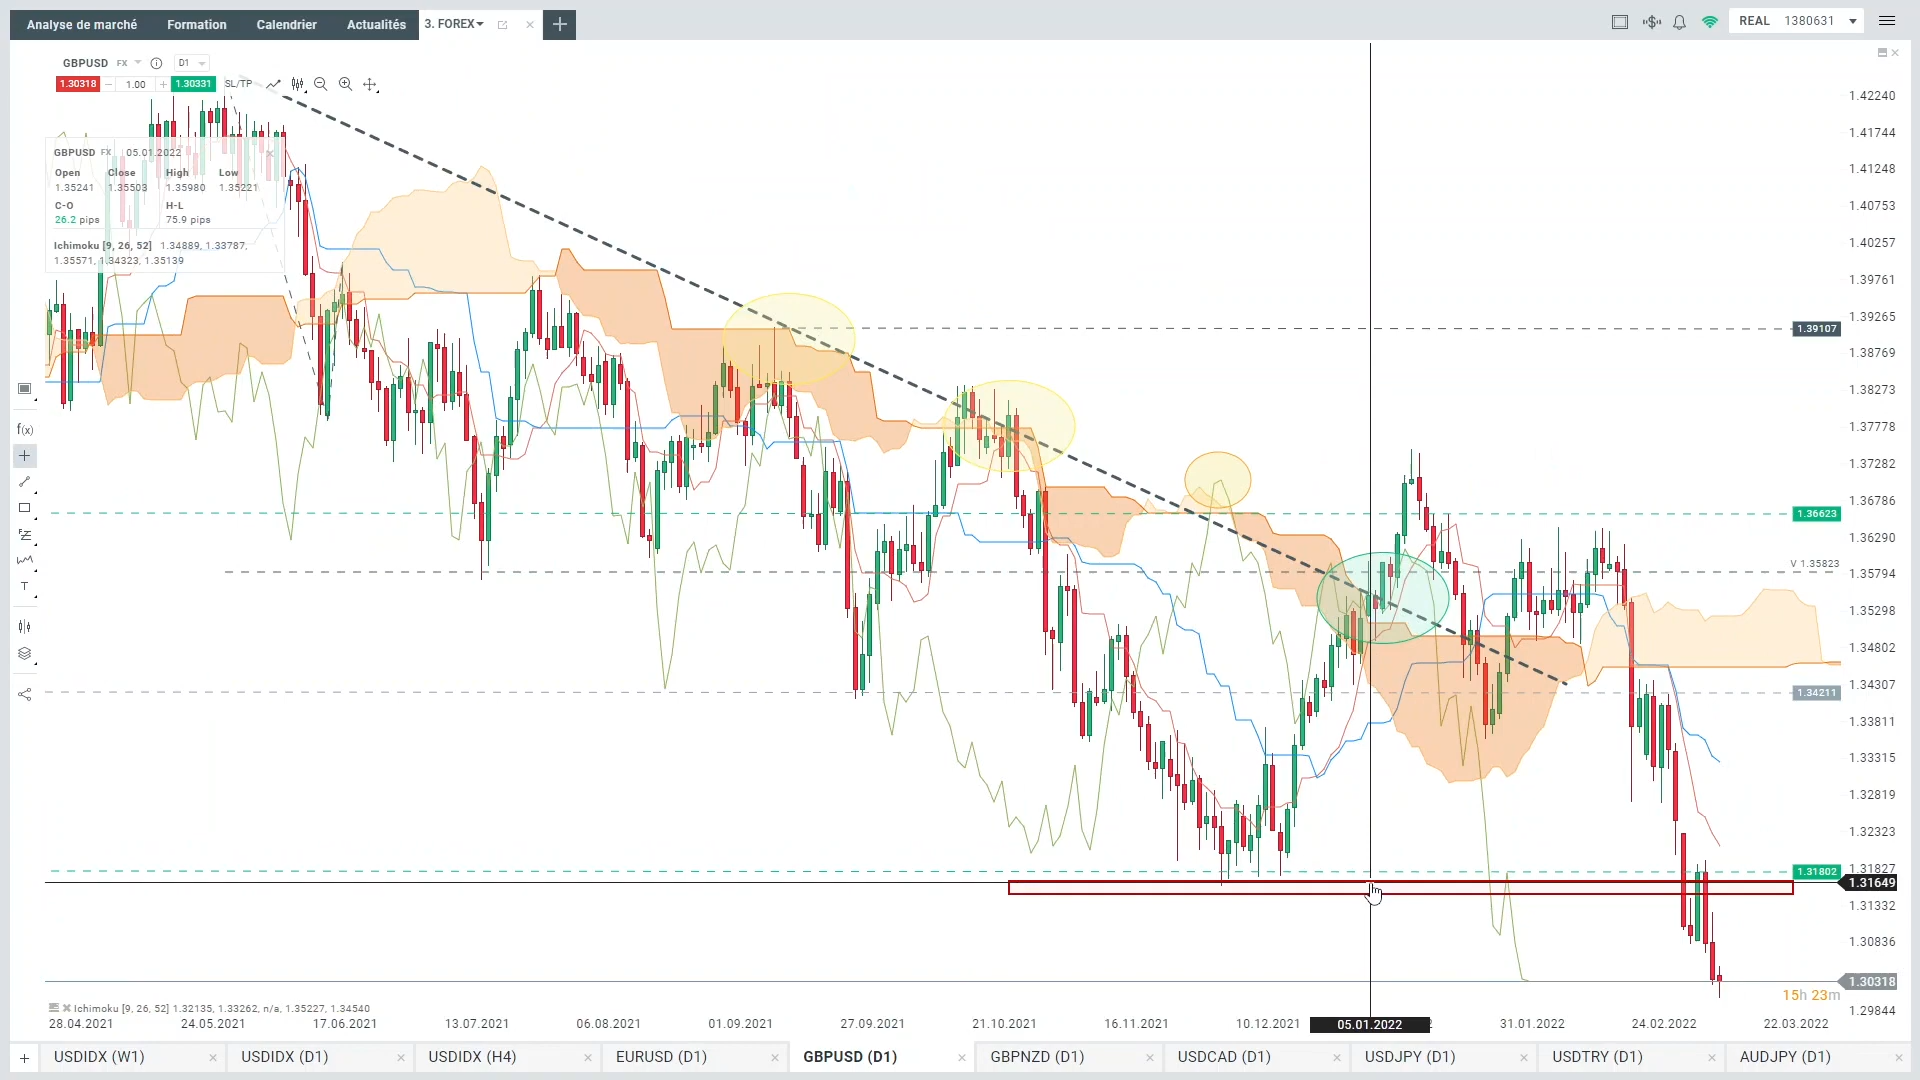 Analyse de marché Formation Calendrier Actualités 3. FOREX REAL 1380631
GBPUSD FX D1
1.30318 1.00 1.30331 SL/TP
GBPUSD FX 05.01.2022
Open Close High Low
1.35241 1.35503 1.35980 1.35221
C-O H-L
26.2 pips 75.9 pips
Ichimoku [9, 26, 52] 1.34889, 1.33787,
1.35571, 1.34323, 1.35139
f(x)
T
1.42240
1.41744
1.41248
1.40753
1.40257
1.39761
1.39265
1.39107
1.38769
1.38273
1.37778
1.37282
1.36786
1.36623
1.36290
V 1.35823
1.35794
1.35298
1.34802
1.34307
1.34211
1.33811
1.33315
1.32819
1.32323
1.31827
1.31802
1.31649
1.31332
1.30836
1.30318
15h 23m
1.29844
Ichimoku [9, 26, 52] 1.32135, 1.33262, n/a, 1.35227, 1.34540
28.04.2021 24.05.2021 17.06.2021 13.07.2021 06.08.2021 01.09.2021 27.09.2021 21.10.2021 16.11.2021 10.12.2021 05.01.2022 31.01.2022 24.02.2022 22.03.2022
USDIDX (W1) USDIDX (D1) USDIDX (H4) EURUSD (D1) GBPUSD (D1) GBPNZD (D1) USDCAD (D1) USDJPY (D1) USDTRY (D1) AUDJPY (D1)